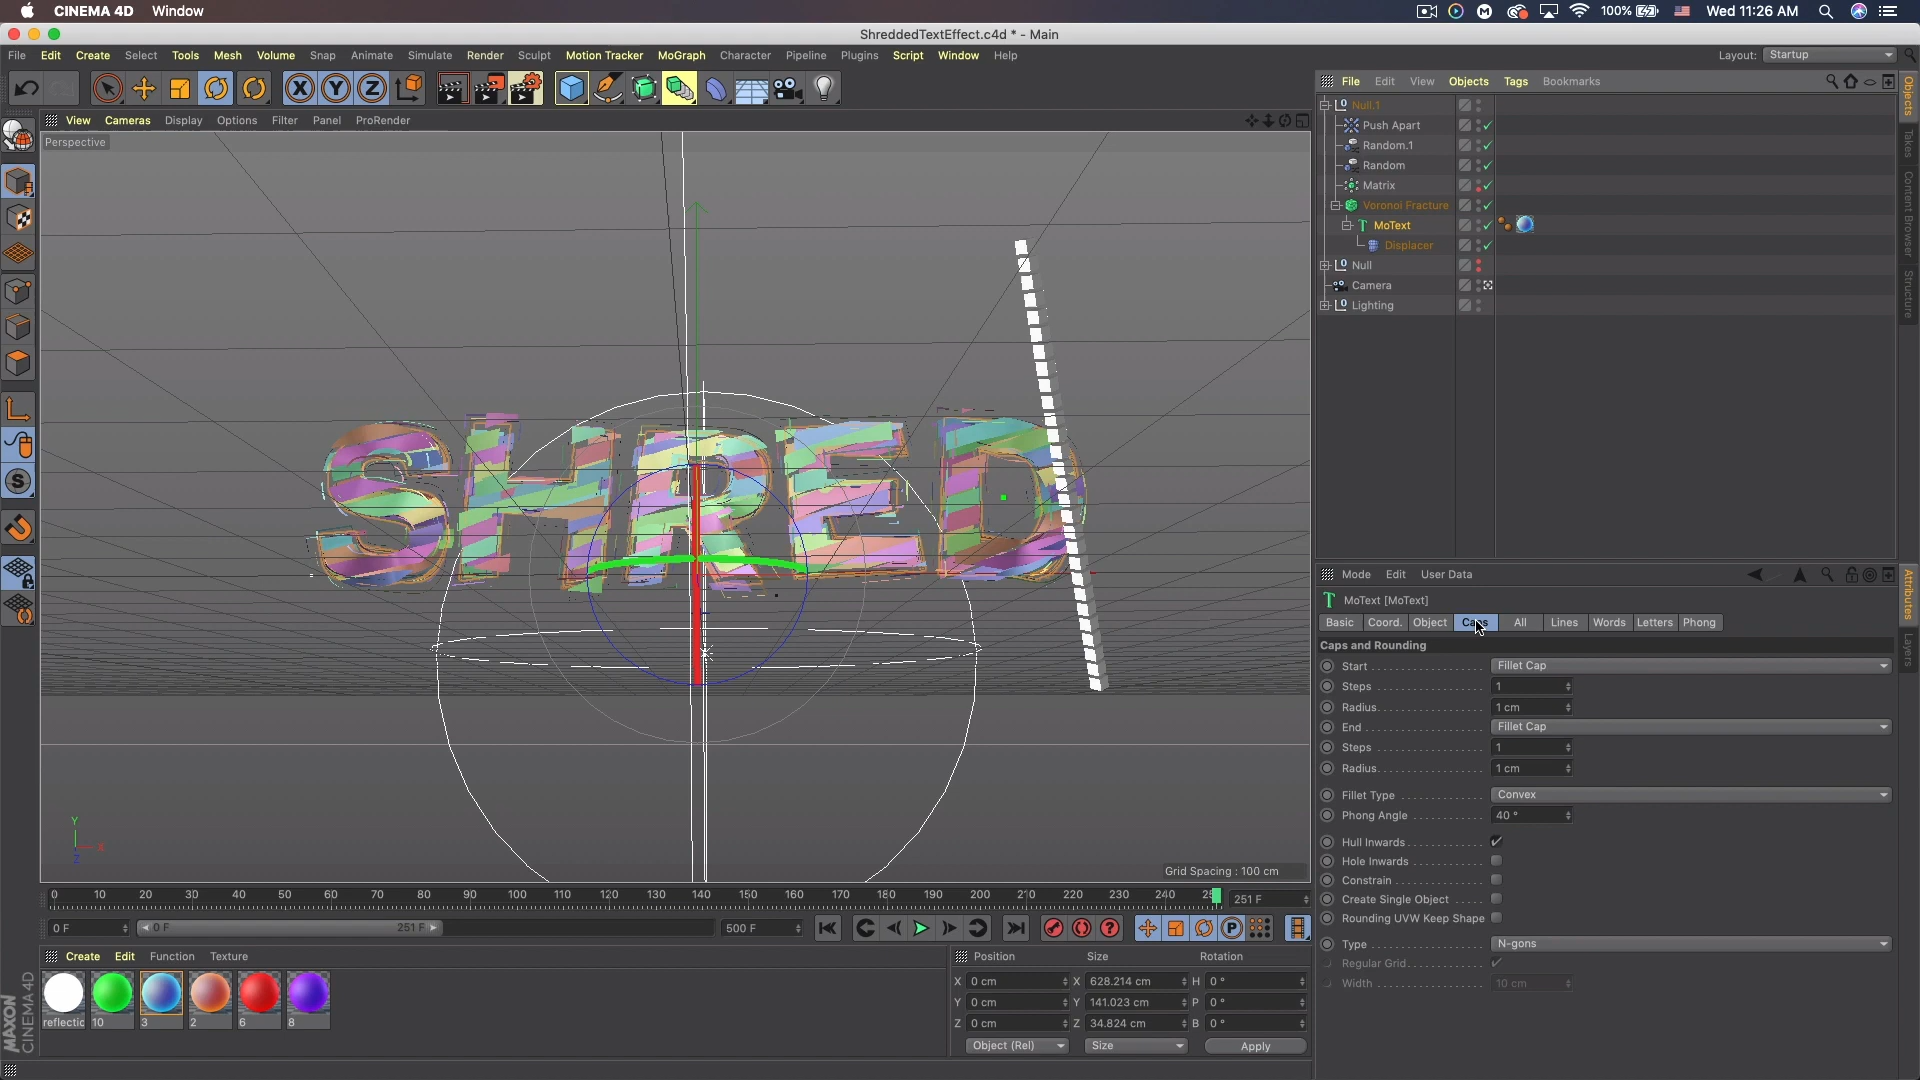 CINEMA 4D Window 100% Wed 11:26 AM
ShreddedTextEffect.c4d * - Main
File Edit Create Select Tools Mesh Volume Snap Animate Simulate Render Sculpt Motion Tracker MoGraph Character Pipeline Plugins Script Window Help Layout: Startup
File Edit View Objects Tags Bookmarks
View Cameras Display Options Filter Panel ProRender
Perspective
Null.1
Push Apart
Random.1
Random
Matrix
Voronoi Fracture
MoText
Displacer
Null
Camera
Lighting
Objects
Takes
Content Browser
Structure
SHRED
Mode Edit User Data
MoText [MoText]
Basic Coord. Object Caps All Lines Words Letters Phong
Caps and Rounding
Start Fillet Cap
Steps 1
Radius 1 cm
End Fillet Cap
Steps 1
Radius 1 cm
Fillet Type Convex
Phong Angle 40 °
Hull Inwards
Hole Inwards
Constrain
Create Single Object
Rounding UVW Keep Shape
Type N-gons
Regular Grid
Width 10 cm
Attributes
Layers
Y
X
Z
Grid Spacing : 100 cm
0 10 20 30 40 50 60 70 80 90 100 110 120 130 140 150 160 170 180 190 200 210 220 230 240 251 F
0 F 0 F 251 F 500 F
Create Edit Function Texture
reflectic 10 3 2 6 8
Position Size Rotation
X 0 cm X 628.214 cm H 0 °
Y 0 cm Y 141.023 cm P 0 °
Z 0 cm Z 34.824 cm B 0 °
Object (Rel) Size Apply
MAXON
CINEMA4D